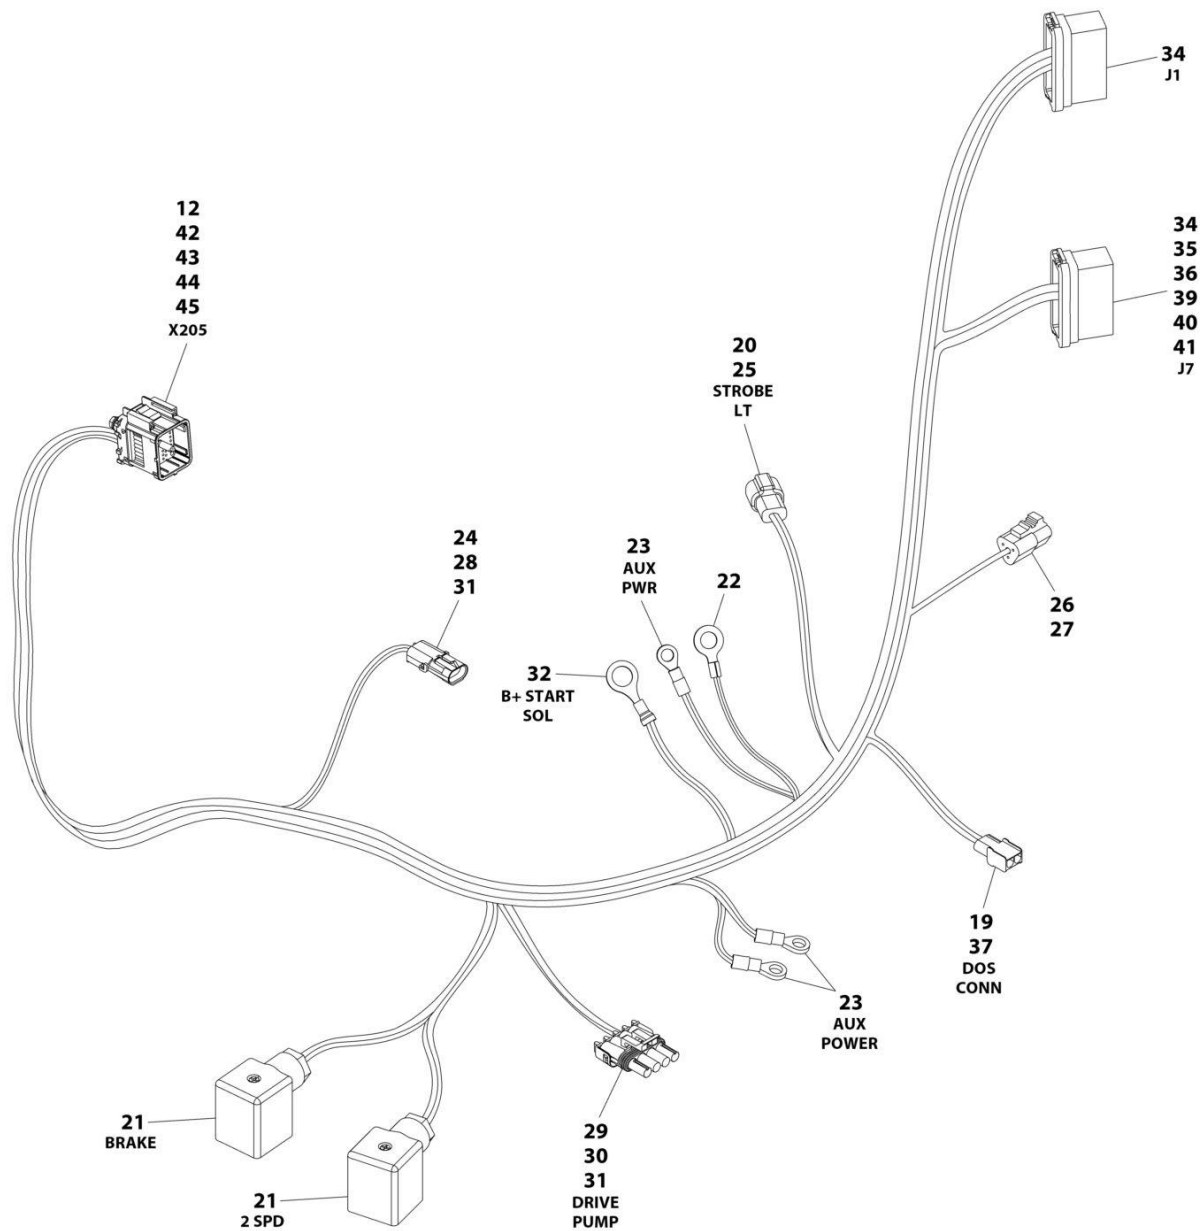 34
J1
12
42
43
44
45
X205
34
35
36
39
40
41
J7
20
25
STROBE
LT
24
28
31
23
AUX
PWR
22
26
27
32
B+ START
SOL
19
37
DOS
CONN
23
AUX
POWER
21
BRAKE
29
30
31
DRIVE
PUMP
21
2 SPD